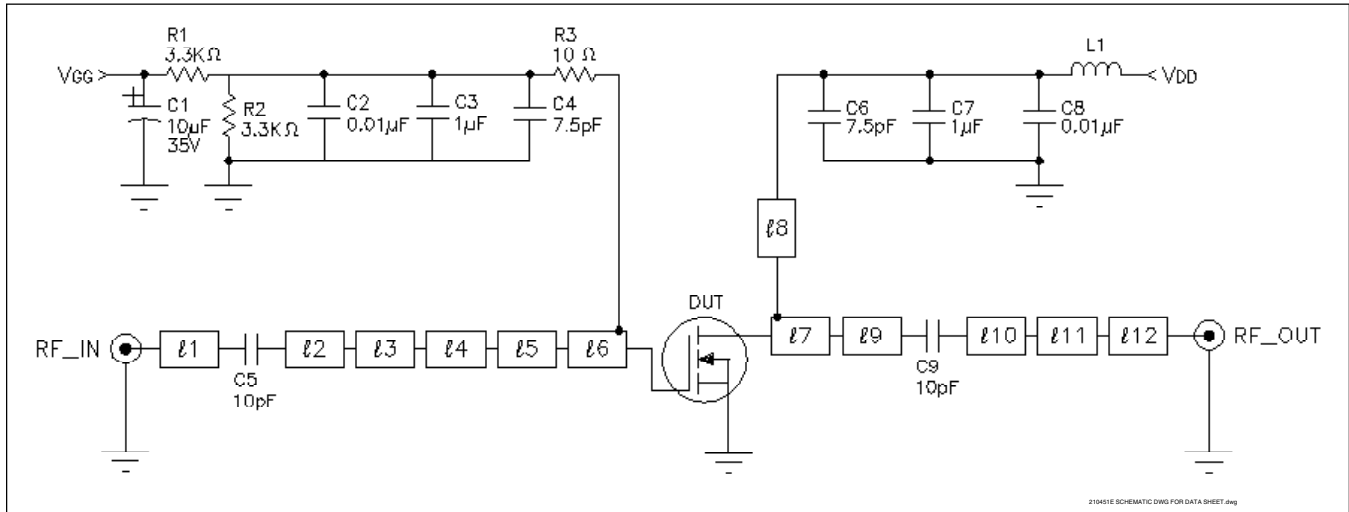 R1
3.3KΩ
VGG
C1
10µF
35V
R2
3.3KΩ
C2
0.01µF
C3
1µF
C4
7.5pF
R3
10 Ω
L1
VDD
C6
7.5pF
C7
1µF
C8
0.01µF
ℓ8
DUT
RF_IN
ℓ1
C5
10pF
ℓ2
ℓ3
ℓ4
ℓ5
ℓ6
ℓ7
ℓ9
C9
10pF
ℓ10
ℓ11
ℓ12
RF_OUT
210451E SCHEMATIC DWG FOR DATA SHEET.dwg